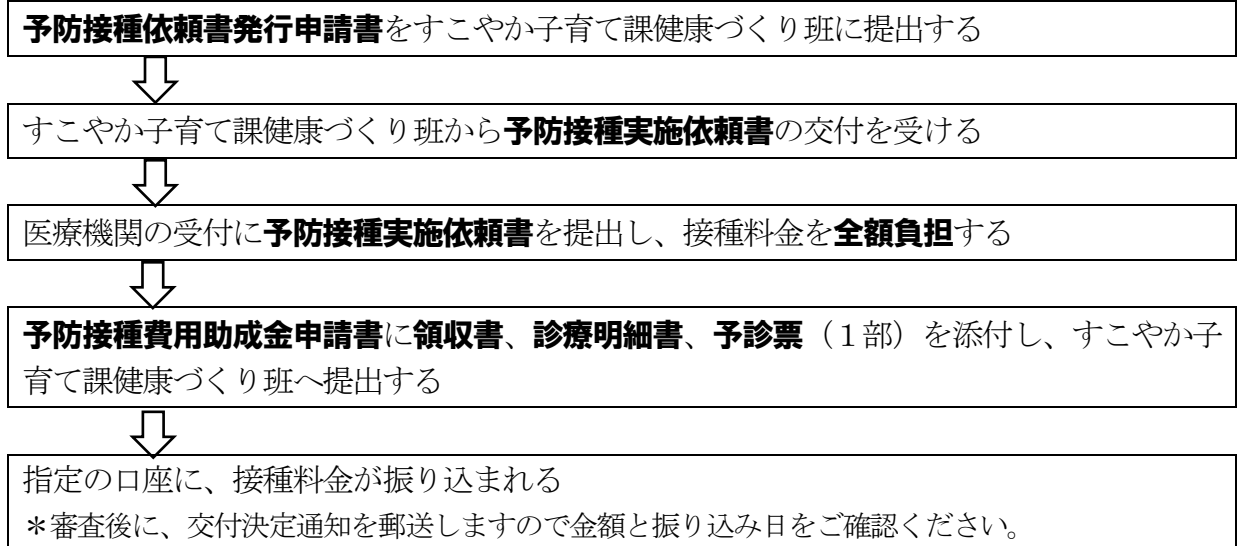 予防接種依頼書発行申請書をすこやか子育て課健康づくり班に提出する
すこやか子育て課健康づくり班から予防接種実施依頼書の交付を受ける
医療機関の受付に予防接種実施依頼書を提出し、接種料金を全額負担する
予防接種費用助成金申請書に領収書、診療明細書、予診票（１部）を添付し、すこやか子
育て課健康づくり班へ提出する
指定の口座に、接種料金が振り込まれる
＊審査後に、交付決定通知を郵送しますので金額と振り込み日をご確認ください。